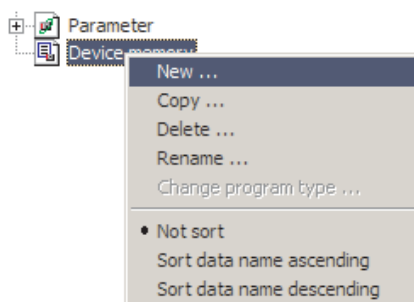 Parameter
Device memory
New ...
Copy ...
Delete ...
Rename ...
Change program type ...
Not sort
Sort data name ascending
Sort data name descending